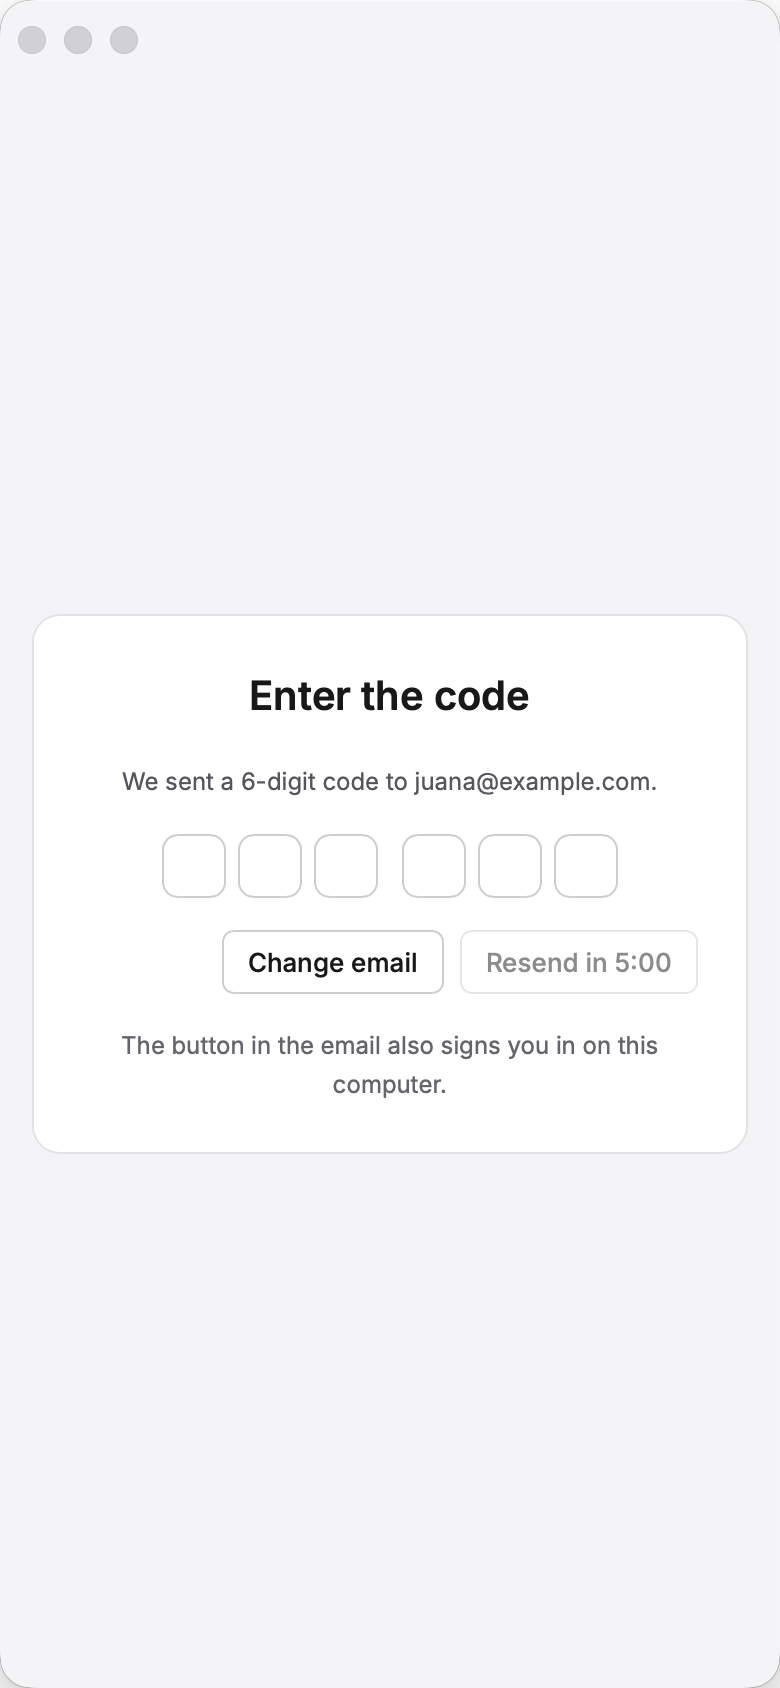 Enter the code
We sent a 6-digit code to juana@example.com.
Change email Resend in 5:00
The button in the email also signs you in on this
computer.